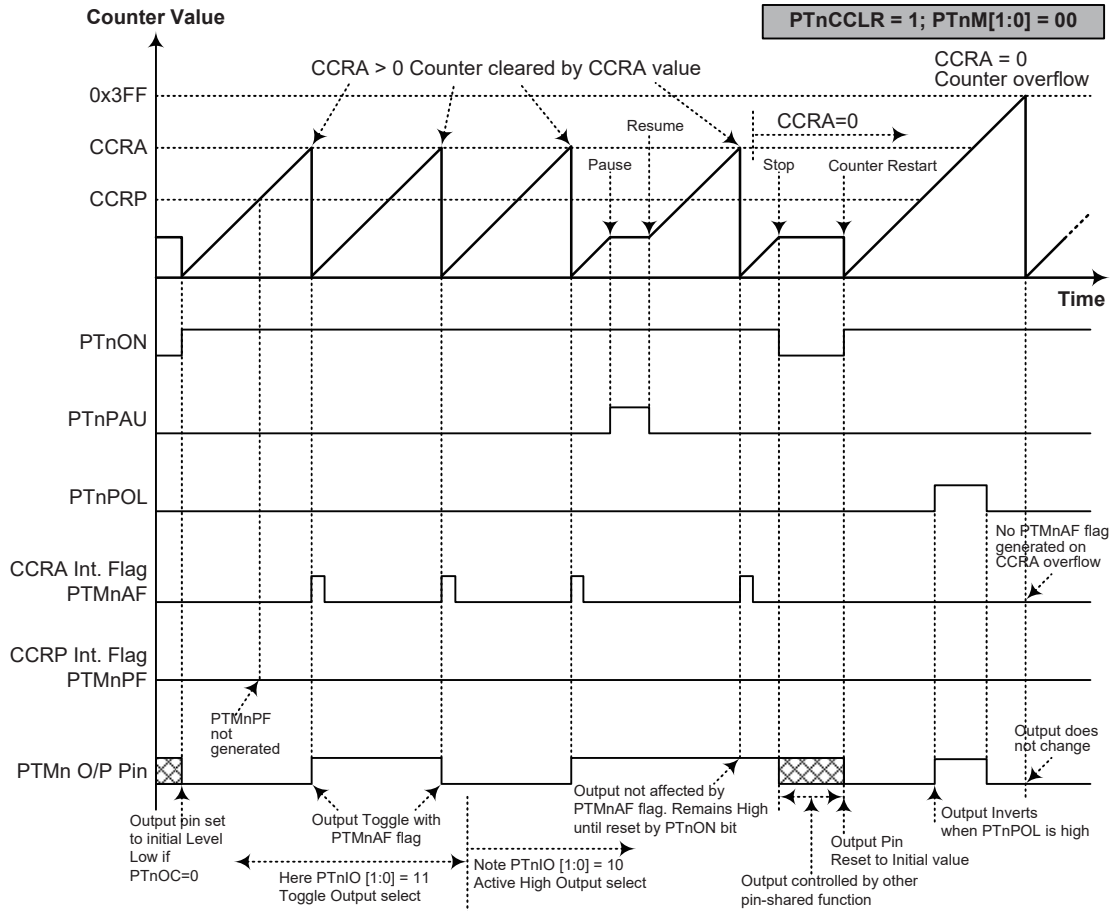 Counter Value
PTnCCLR = 1; PTnM[1:0] = 00
CCRA > 0 Counter cleared by CCRA value
CCRA = 0
Counter overflow
0x3FF
CCRA
CCRP
Resume
CCRA=0
Pause
Stop
Counter Restart
Time
PTnON
PTnPAU
PTnPOL
No PTMnAF flag
generated on
CCRA overflow
CCRA Int. Flag
PTMnAF
CCRP Int. Flag
PTMnPF
PTMnPF
not
generated
Output does
not change
PTMn O/P Pin
Output pin set
to initial Level
Low if
PTnOC=0
Output Toggle with
PTMnAF flag
Output not affected by
PTMnAF flag. Remains High
until reset by PTnON bit
Output Inverts
when PTnPOL is high
Output Pin
Reset to Initial value
Here PTnIO [1:0] = 11
Toggle Output select
Note PTnIO [1:0] = 10
Active High Output select
Output controlled by other
pin-shared function